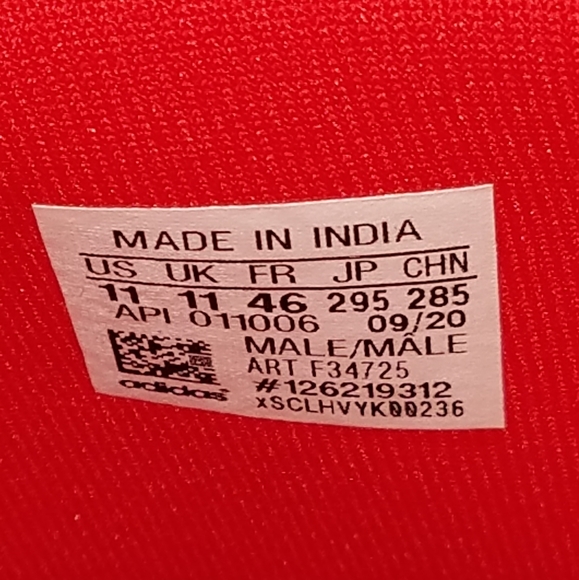 MADE IN INDIA
US UK FR JP CHN
11 11 46 295 285
API 011006 09/20
MALE/MÂLE
ART F34725
#126219312
xSCLHVYK00236
adidas